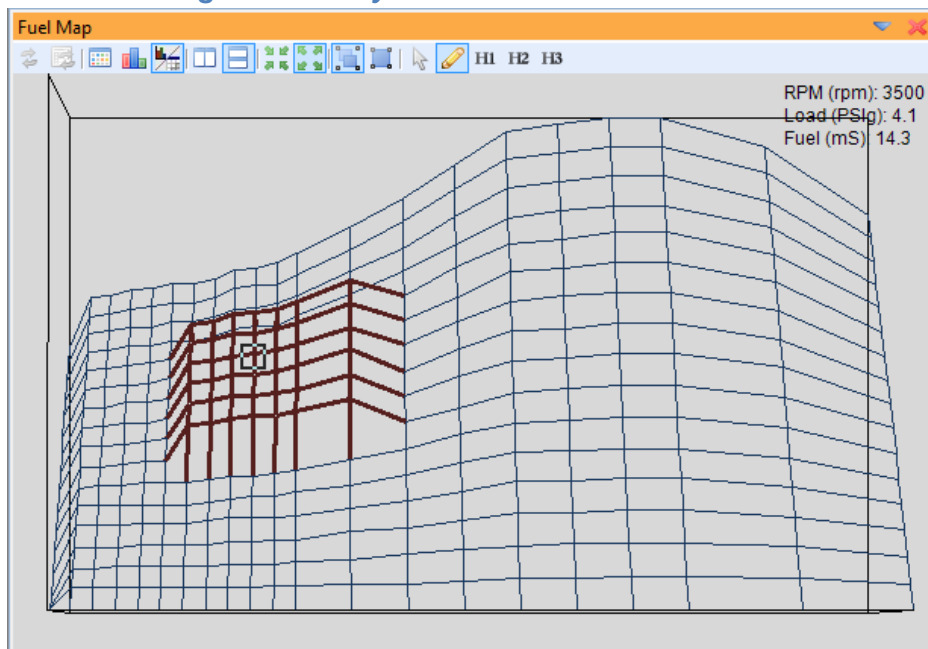 Fuel Map
H1 H2 H3
RPM (rpm): 3500
Load (PSIg): 4.1
Fuel (mS): 14.3